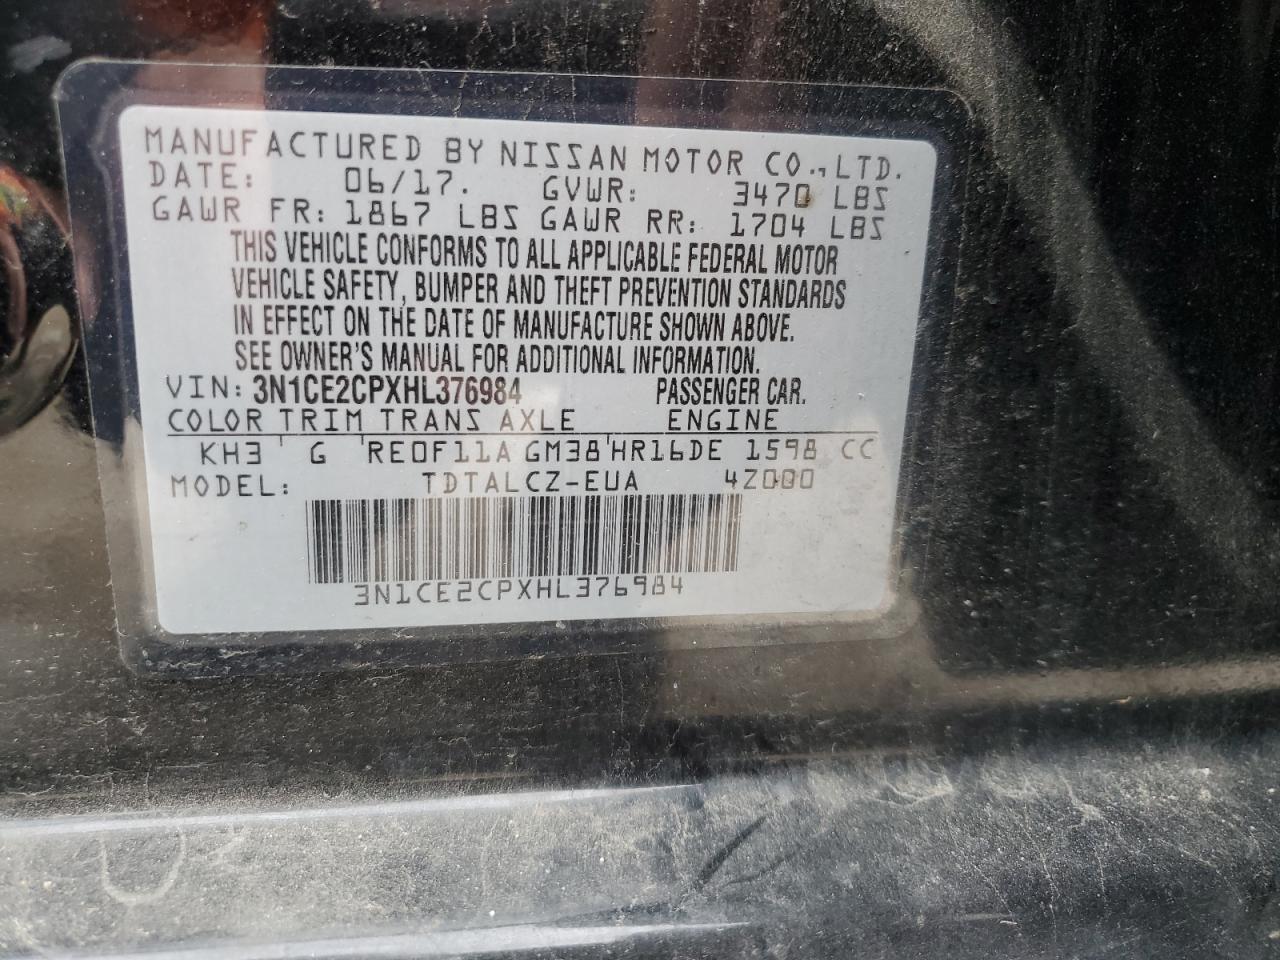 MANUFACTURED BY NISSAN MOTOR CO., LTD.
DATE: 06/17. GVWR: 3470 LBS
GAWR FR: 1867 LBS GAWR RR: 1704 LBS
THIS VEHICLE CONFORMS TO ALL APPLICABLE FEDERAL MOTOR
VEHICLE SAFETY, BUMPER AND THEFT PREVENTION STANDARDS
IN EFFECT ON THE DATE OF MANUFACTURE SHOWN ABOVE.
SEE OWNER'S MANUAL FOR ADDITIONAL INFORMATION.
VIN: 3N1CE2CPXHL376984 PASSENGER CAR.
COLOR TRIM TRANS AXLE ENGINE
KH3 ' G 'RE0F11A GM38'HR16DE 1598 CC
MODEL: TDTALCZ-EUA 4Z000
3N1CE2CPXHL376984